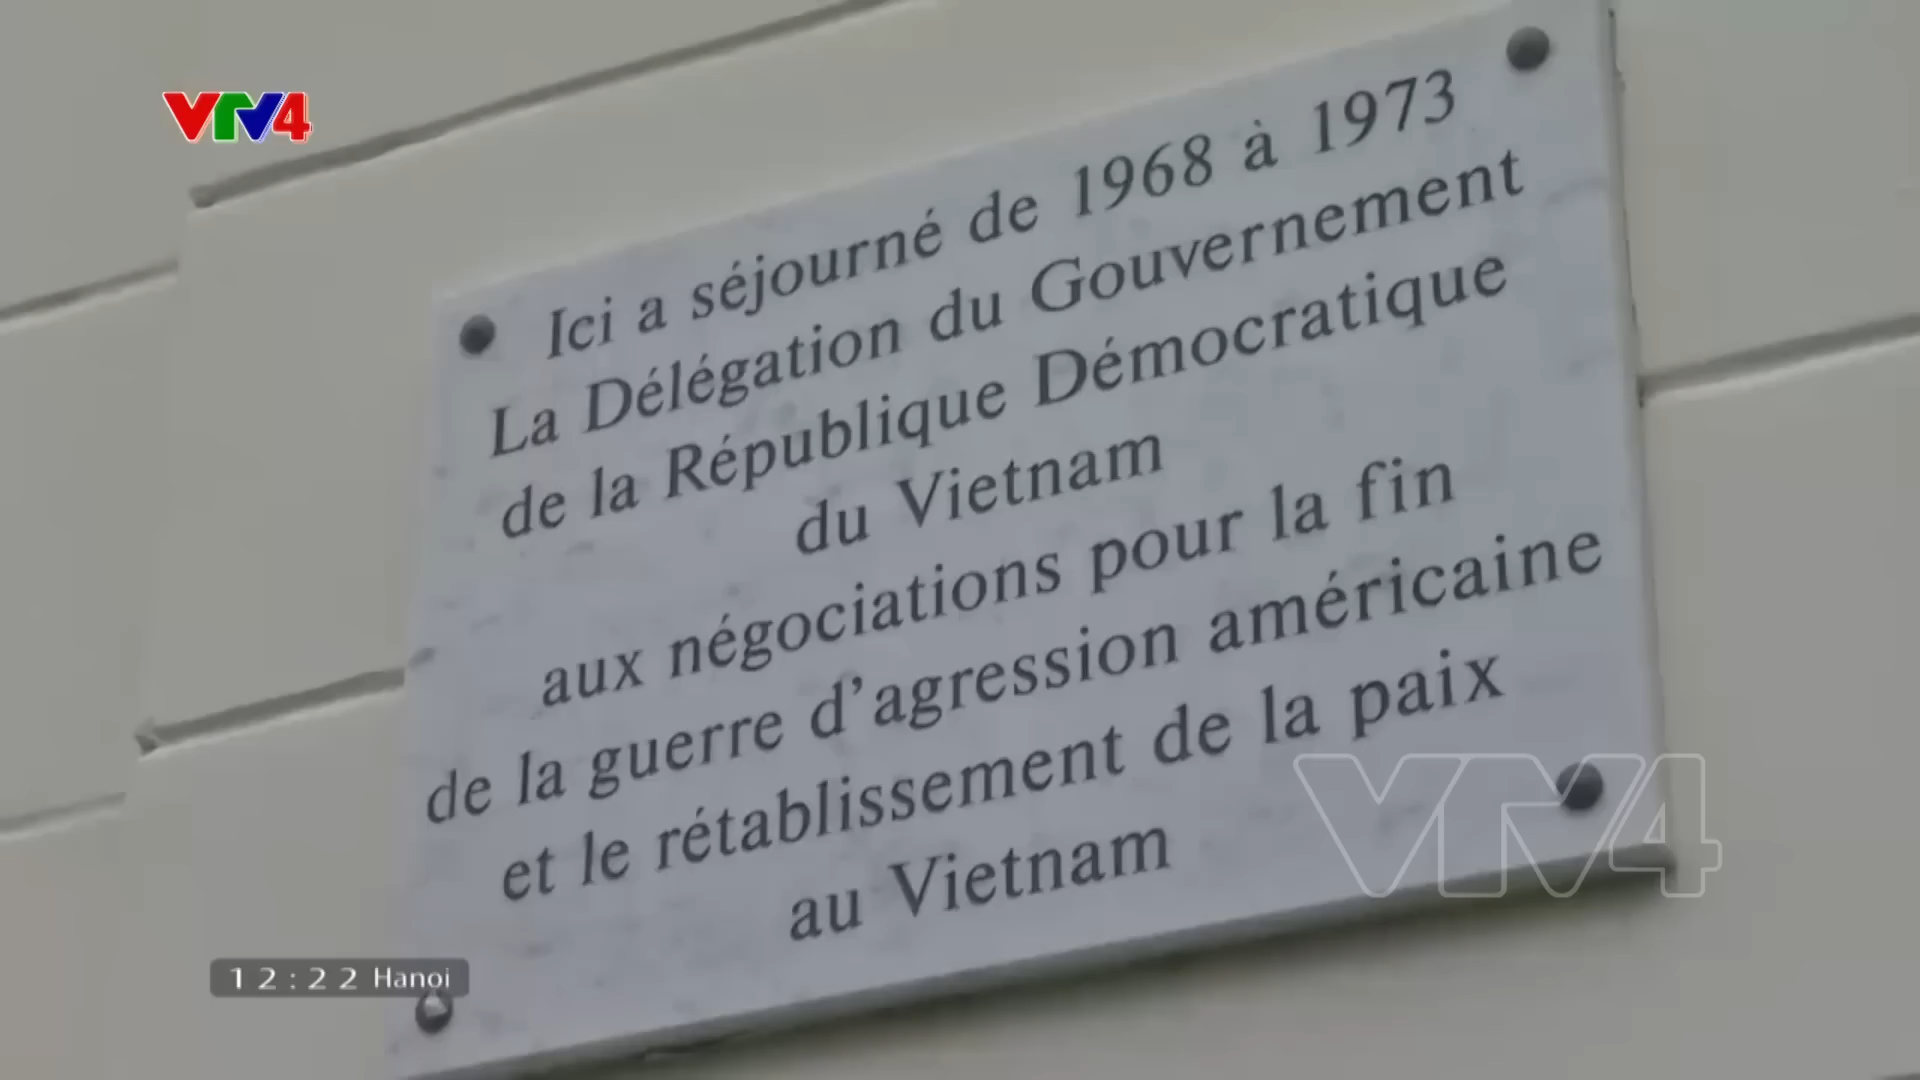 VTV4
Ici a séjourné de 1968 à 1973
La Délégation du Gouvernement
de la République Démocratique
du Vietnam
aux négociations pour la fin
de la guerre d'agression américaine
et le rétablissement de la paix
au Vietnam
VTV4
12:22 Hanoi